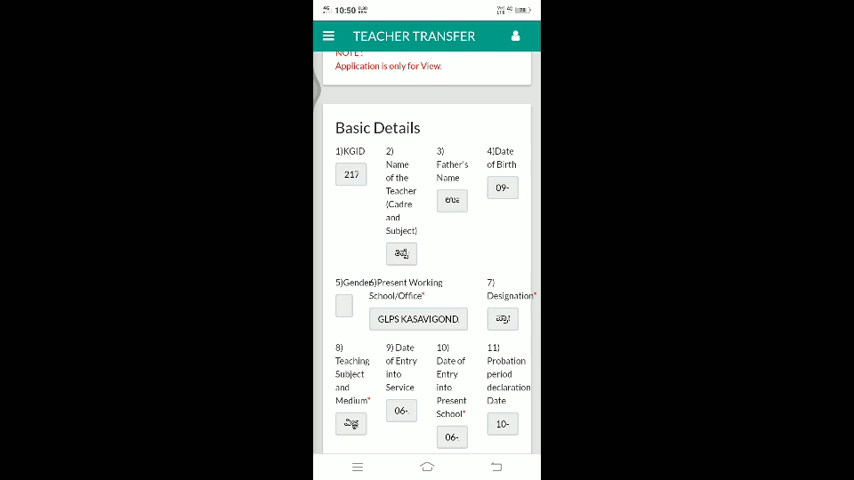 10:50
TEACHER TRANSFER
NOTE :
Application is only for View.
Basic Details
1)KGID
217
2)
Name
of the
Teacher
(Cadre
and
Subject)
3)
Father's
Name
ಉಃ
4)Date
of Birth
09-
5)Gender
6)Present Working
School/Office*
GLPS KASAVIGOND.
7)
Designation*
8)
Teaching
Subject
and
Medium*
ವಿಜ್ಞ
9) Date
of Entry
into
Service
06-
10)
Date of
Entry
into
Present
School*
06-
11)
Probation
period
declaration
Date
10-